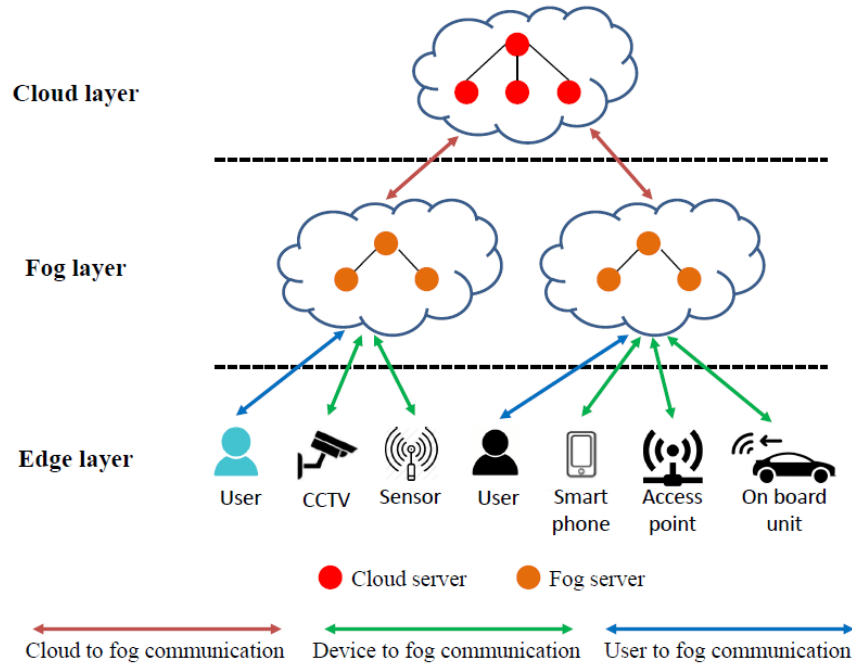 Cloud layer
Fog layer
Edge layer
User
CCTV
Sensor
User
Smart
phone
Access
point
On board
unit
Cloud server
Fog server
Cloud to fog communication
Device to fog communication
User to fog communication